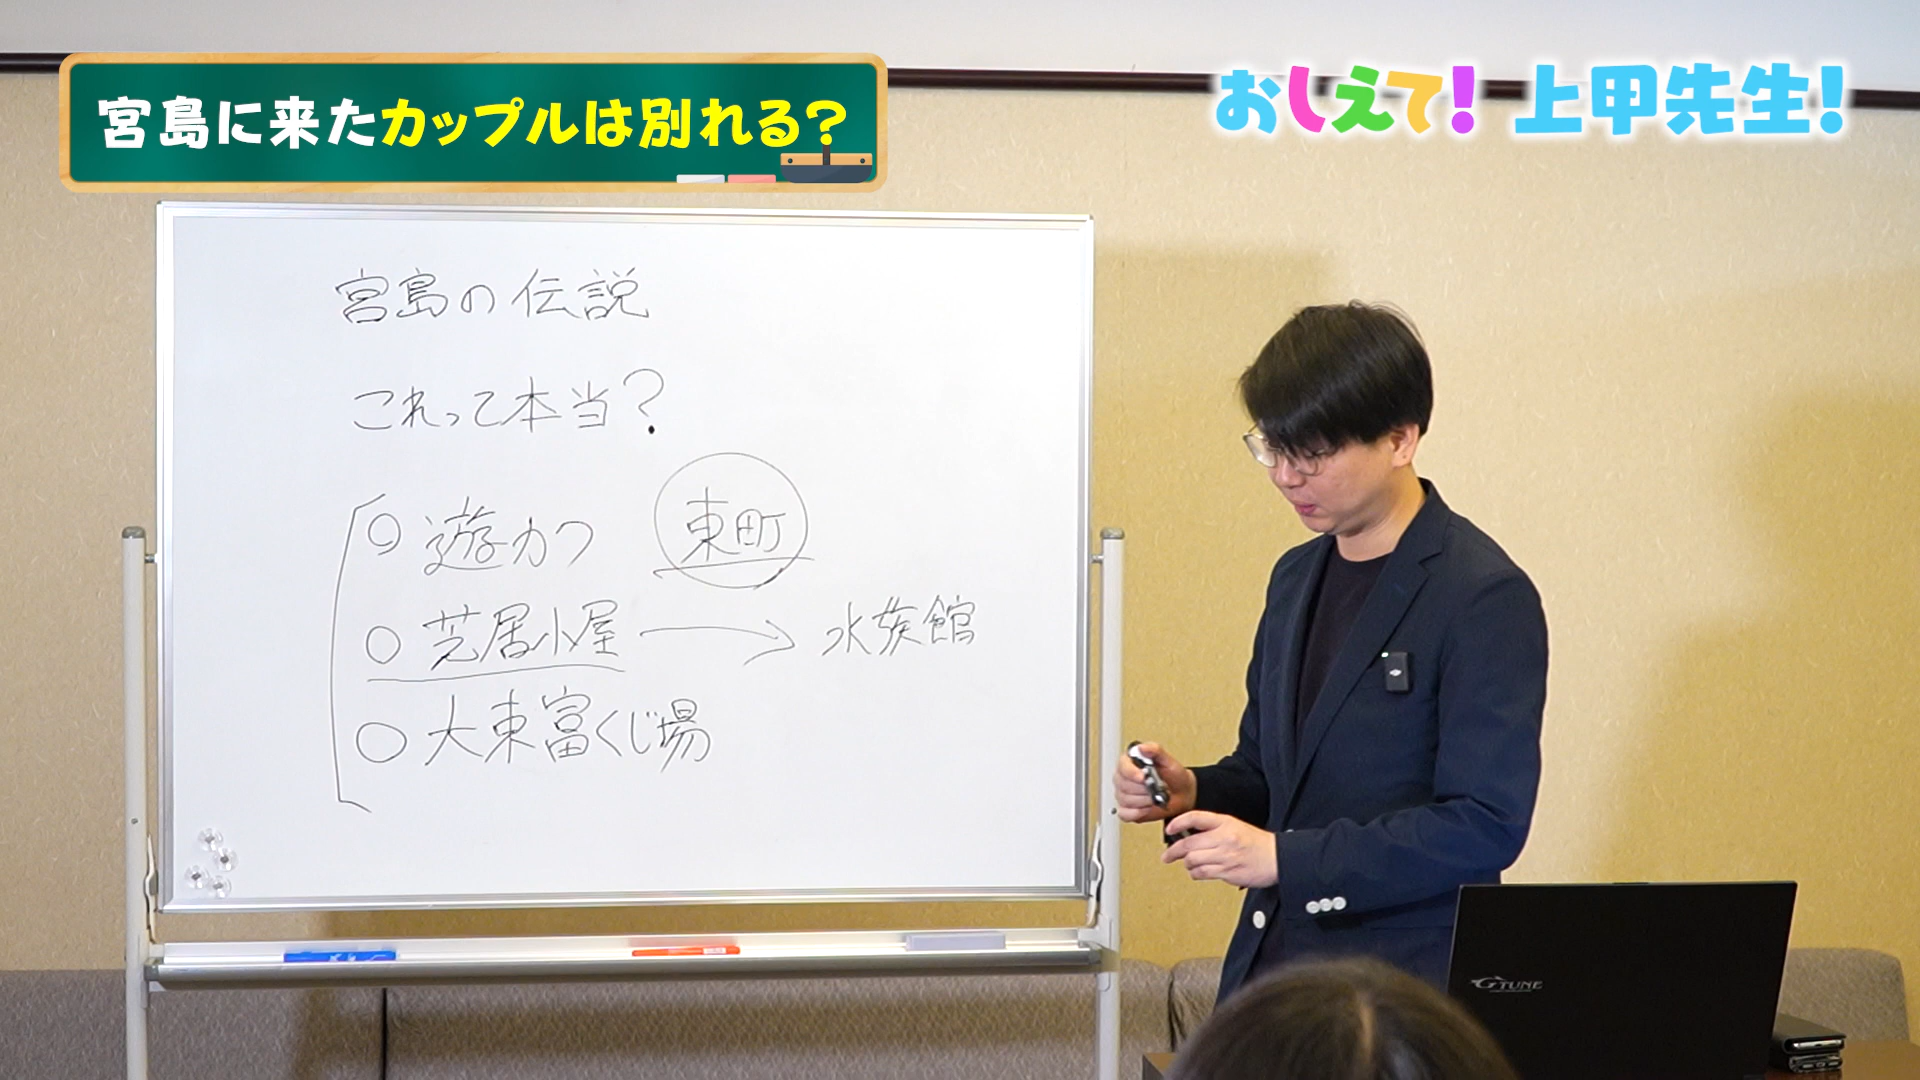 宮島に来たカップルは別れる?
おしえて! 上甲先生!
宮島の伝説
これって本当?
○ 遊カク 東町
○ 芝居小屋 → 水族館
○ 大東富くじ場
G TUNE